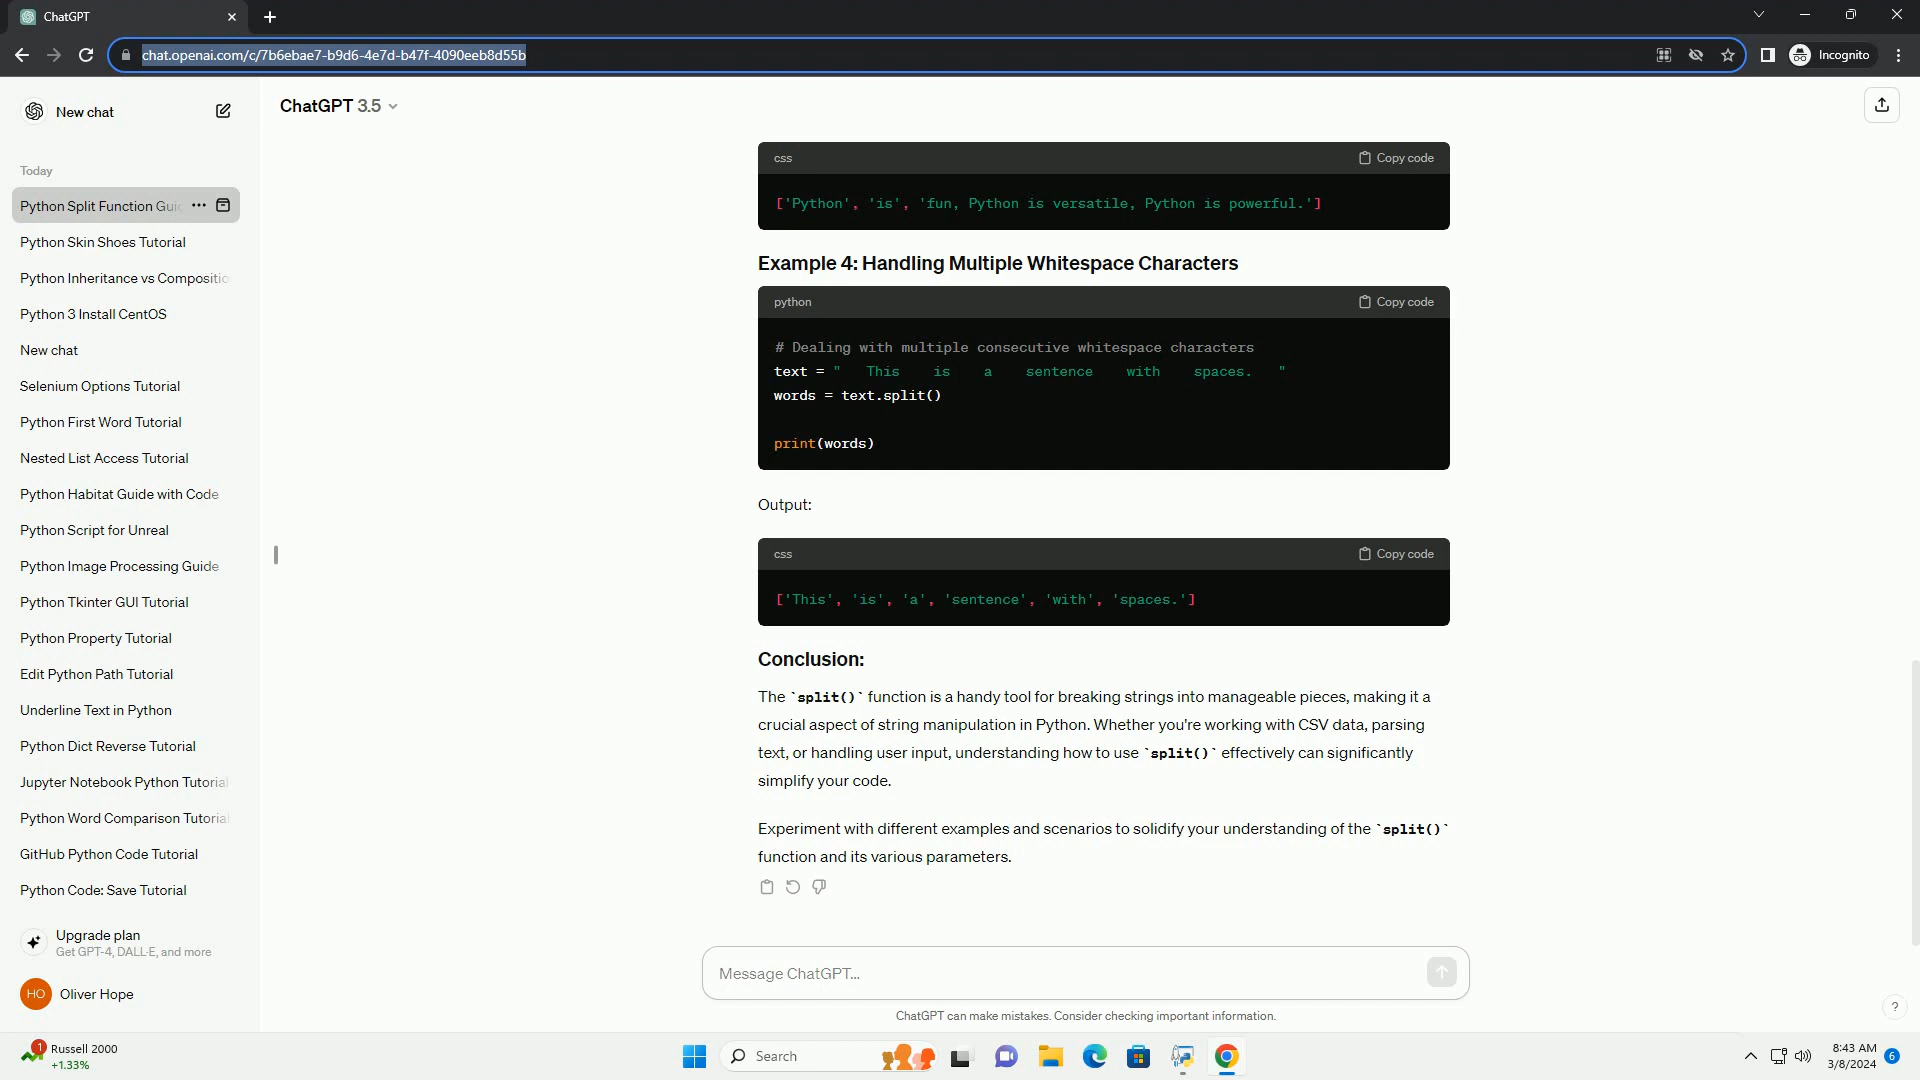 ChatGPT
chat.openai.com/c/7b6ebae7-b9d6-4e7d-b47f-4090eeb8d55b
Incognito
New chat
ChatGPT 3.5
Today
Python Split Function Guid
Python Skin Shoes Tutorial
Python Inheritance vs Compositio
Python 3 Install CentOS
New chat
Selenium Options Tutorial
Python First Word Tutorial
Nested List Access Tutorial
Python Habitat Guide with Code
Python Script for Unreal
Python Image Processing Guide
Python Tkinter GUI Tutorial
Python Property Tutorial
Edit Python Path Tutorial
Underline Text in Python
Python Dict Reverse Tutorial
Jupyter Notebook Python Tutorial
Python Word Comparison Tutorial
GitHub Python Code Tutorial
Python Code: Save Tutorial
Upgrade plan
Get GPT-4, DALL·E, and more
HO Oliver Hope
css Copy code
['Python', 'is', 'fun, Python is versatile, Python is powerful.']
Example 4: Handling Multiple Whitespace Characters
python Copy code
# Dealing with multiple consecutive whitespace characters
text = "   This    is    a    sentence    with    spaces.   "
words = text.split()
print(words)
Output:
css Copy code
['This', 'is', 'a', 'sentence', 'with', 'spaces.']
Conclusion:
The `split()` function is a handy tool for breaking strings into manageable pieces, making it a
crucial aspect of string manipulation in Python. Whether you're working with CSV data, parsing
text, or handling user input, understanding how to use `split()` effectively can significantly
simplify your code.
Experiment with different examples and scenarios to solidify your understanding of the `split()`
function and its various parameters.
Message ChatGPT...
ChatGPT can make mistakes. Consider checking important information.
?
1
Russell 2000
+1.33%
Search
8:43 AM
3/8/2024
6